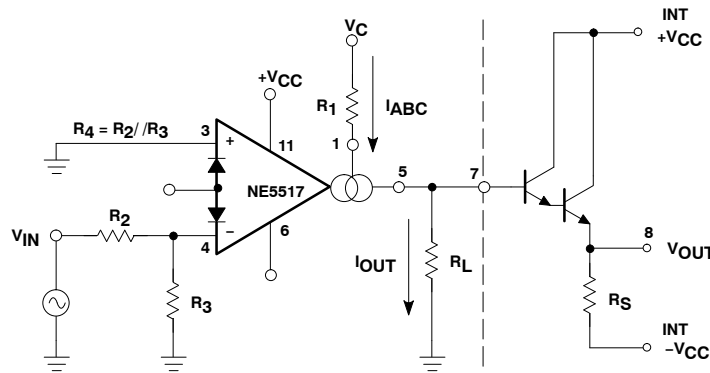 INT
+VCC
VC
+VCC
R1
IABC
R4 = R2//R3
3
+
11
1
NE5517
5
7
VIN
R2
4
−
6
8
VOUT
IOUT
RL
R3
RS
INT
−VCC